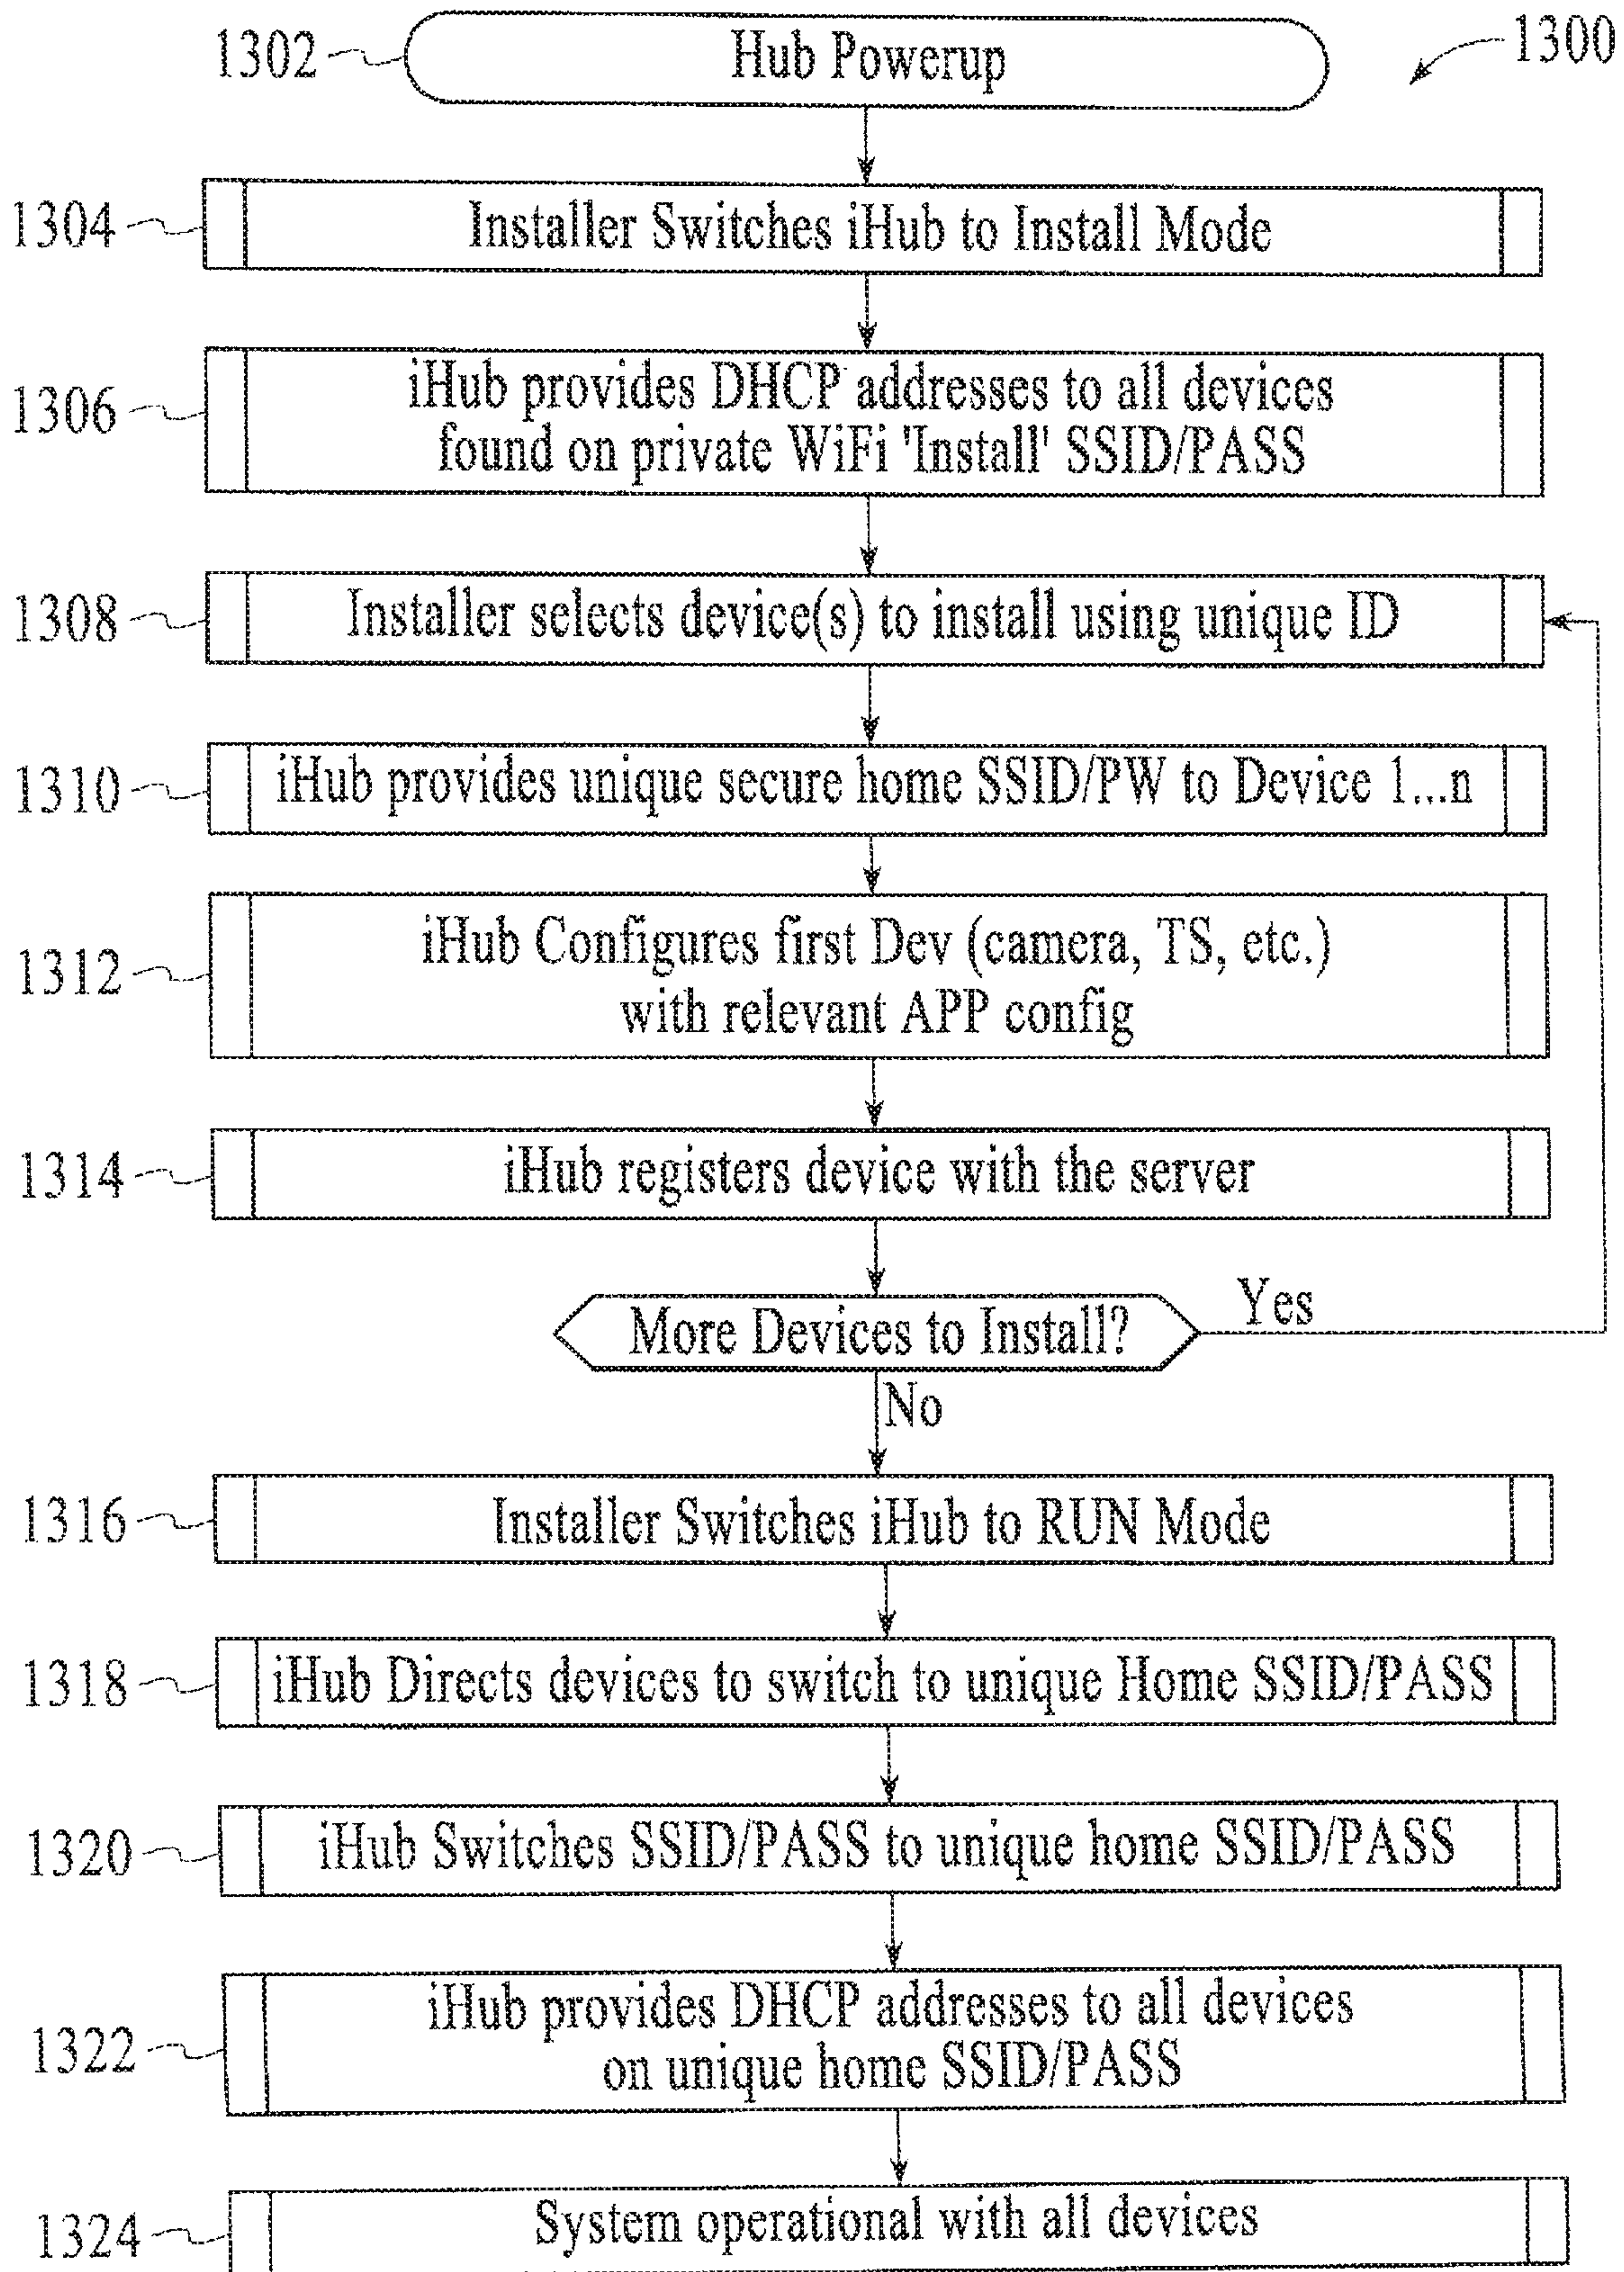 1302
Hub Powerup
1300
1304
Installer Switches iHub to Install Mode
1306
iHub provides DHCP addresses to all devices
found on private WiFi 'Install' SSID/PASS
1308
Installer selects device(s) to install using unique ID
1310
iHub provides unique secure home SSID/PW to Device 1...n
1312
iHub Configures first Dev (camera, TS, etc.)
with relevant APP config
1314
iHub registers device with the server
More Devices to Install?
Yes
No
1316
Installer Switches iHub to RUN Mode
1318
iHub Directs devices to switch to unique Home SSID/PASS
1320
iHub Switches SSID/PASS to unique home SSID/PASS
1322
iHub provides DHCP addresses to all devices
on unique home SSID/PASS
1324
System operational with all devices